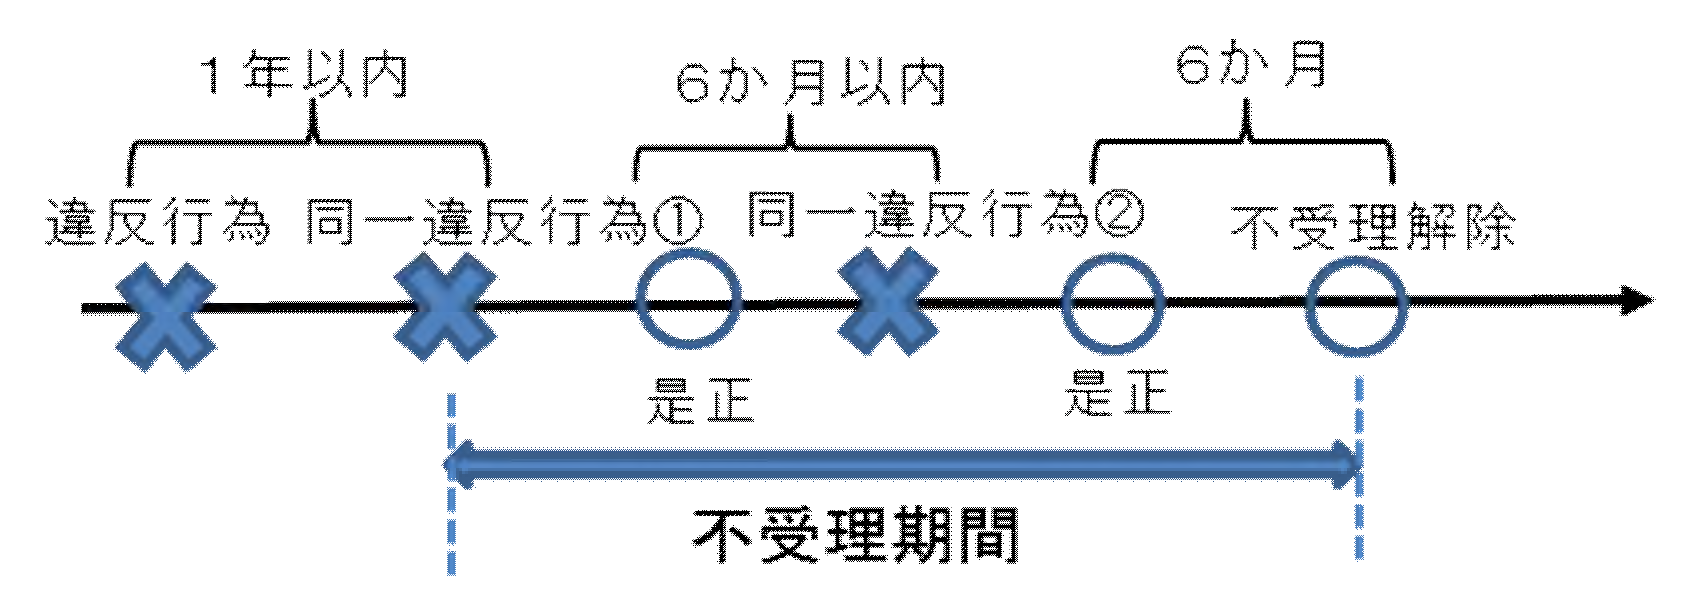 １年以内
６か月以内
６か月
違反行為
同一違反行為①
同一違反行為②
不受理解除
是正
是正
不受理期間